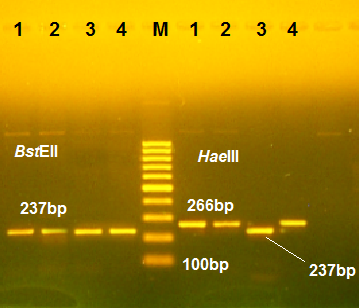 1 2 3 4 M 1 2 3 4
BstEII HaeIII
237bp 266bp
100bp 237bp